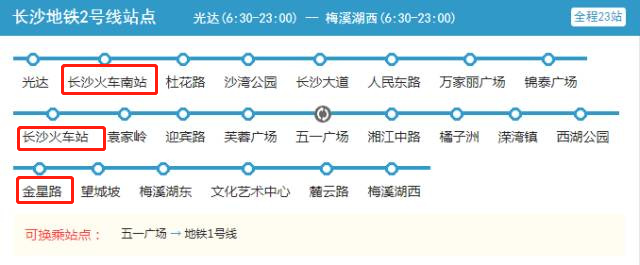 长沙地铁2号线站点 光达(6:30-23:00) — 梅溪湖西(6:30-23:00) 全程23站
光达 长沙火车南站 杜花路 沙湾公园 长沙大道 人民东路 万家丽广场 锦泰广场
长沙火车站 袁家岭 迎宾路 芙蓉广场 五一广场 湘江中路 橘子洲 溁湾镇 西湖公园
金星路 望城坡 梅溪湖东 文化艺术中心 麓云路 梅溪湖西
可换乘站点： 五一广场 → 地铁1号线